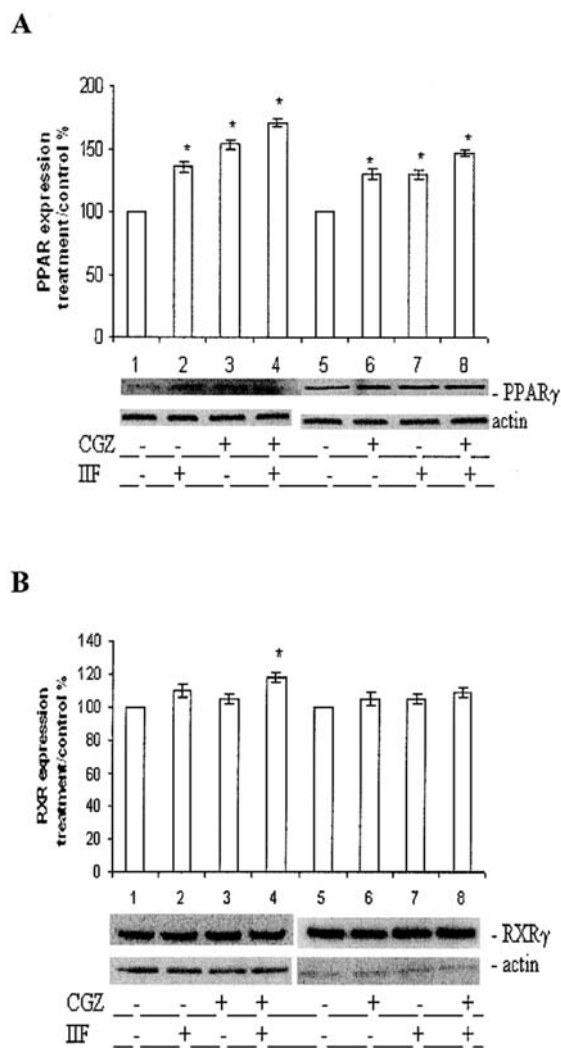 A
PPAR expression
treatment/control %
200
150
100
50
0
* * * * * *
1 2 3 4 5 6 7 8
- PPARγ
actin
CGZ - - + + - + - +
IIF - + - + - - + +
B
RXR expression
treatment/control %
140
120
100
80
60
40
20
0
*
1 2 3 4 5 6 7 8
- RXRγ
- actin
CGZ - - + + - + - +
IIF - + - + - - + +